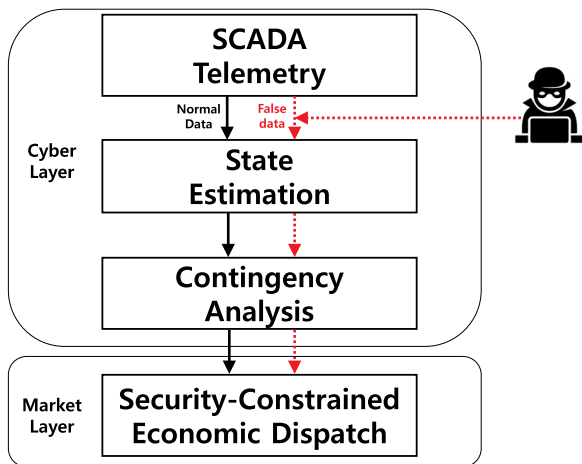 SCADA
Telemetry
Normal
Data
False
data
Cyber
Layer
State
Estimation
Contingency
Analysis
Market
Layer
Security-Constrained
Economic Dispatch